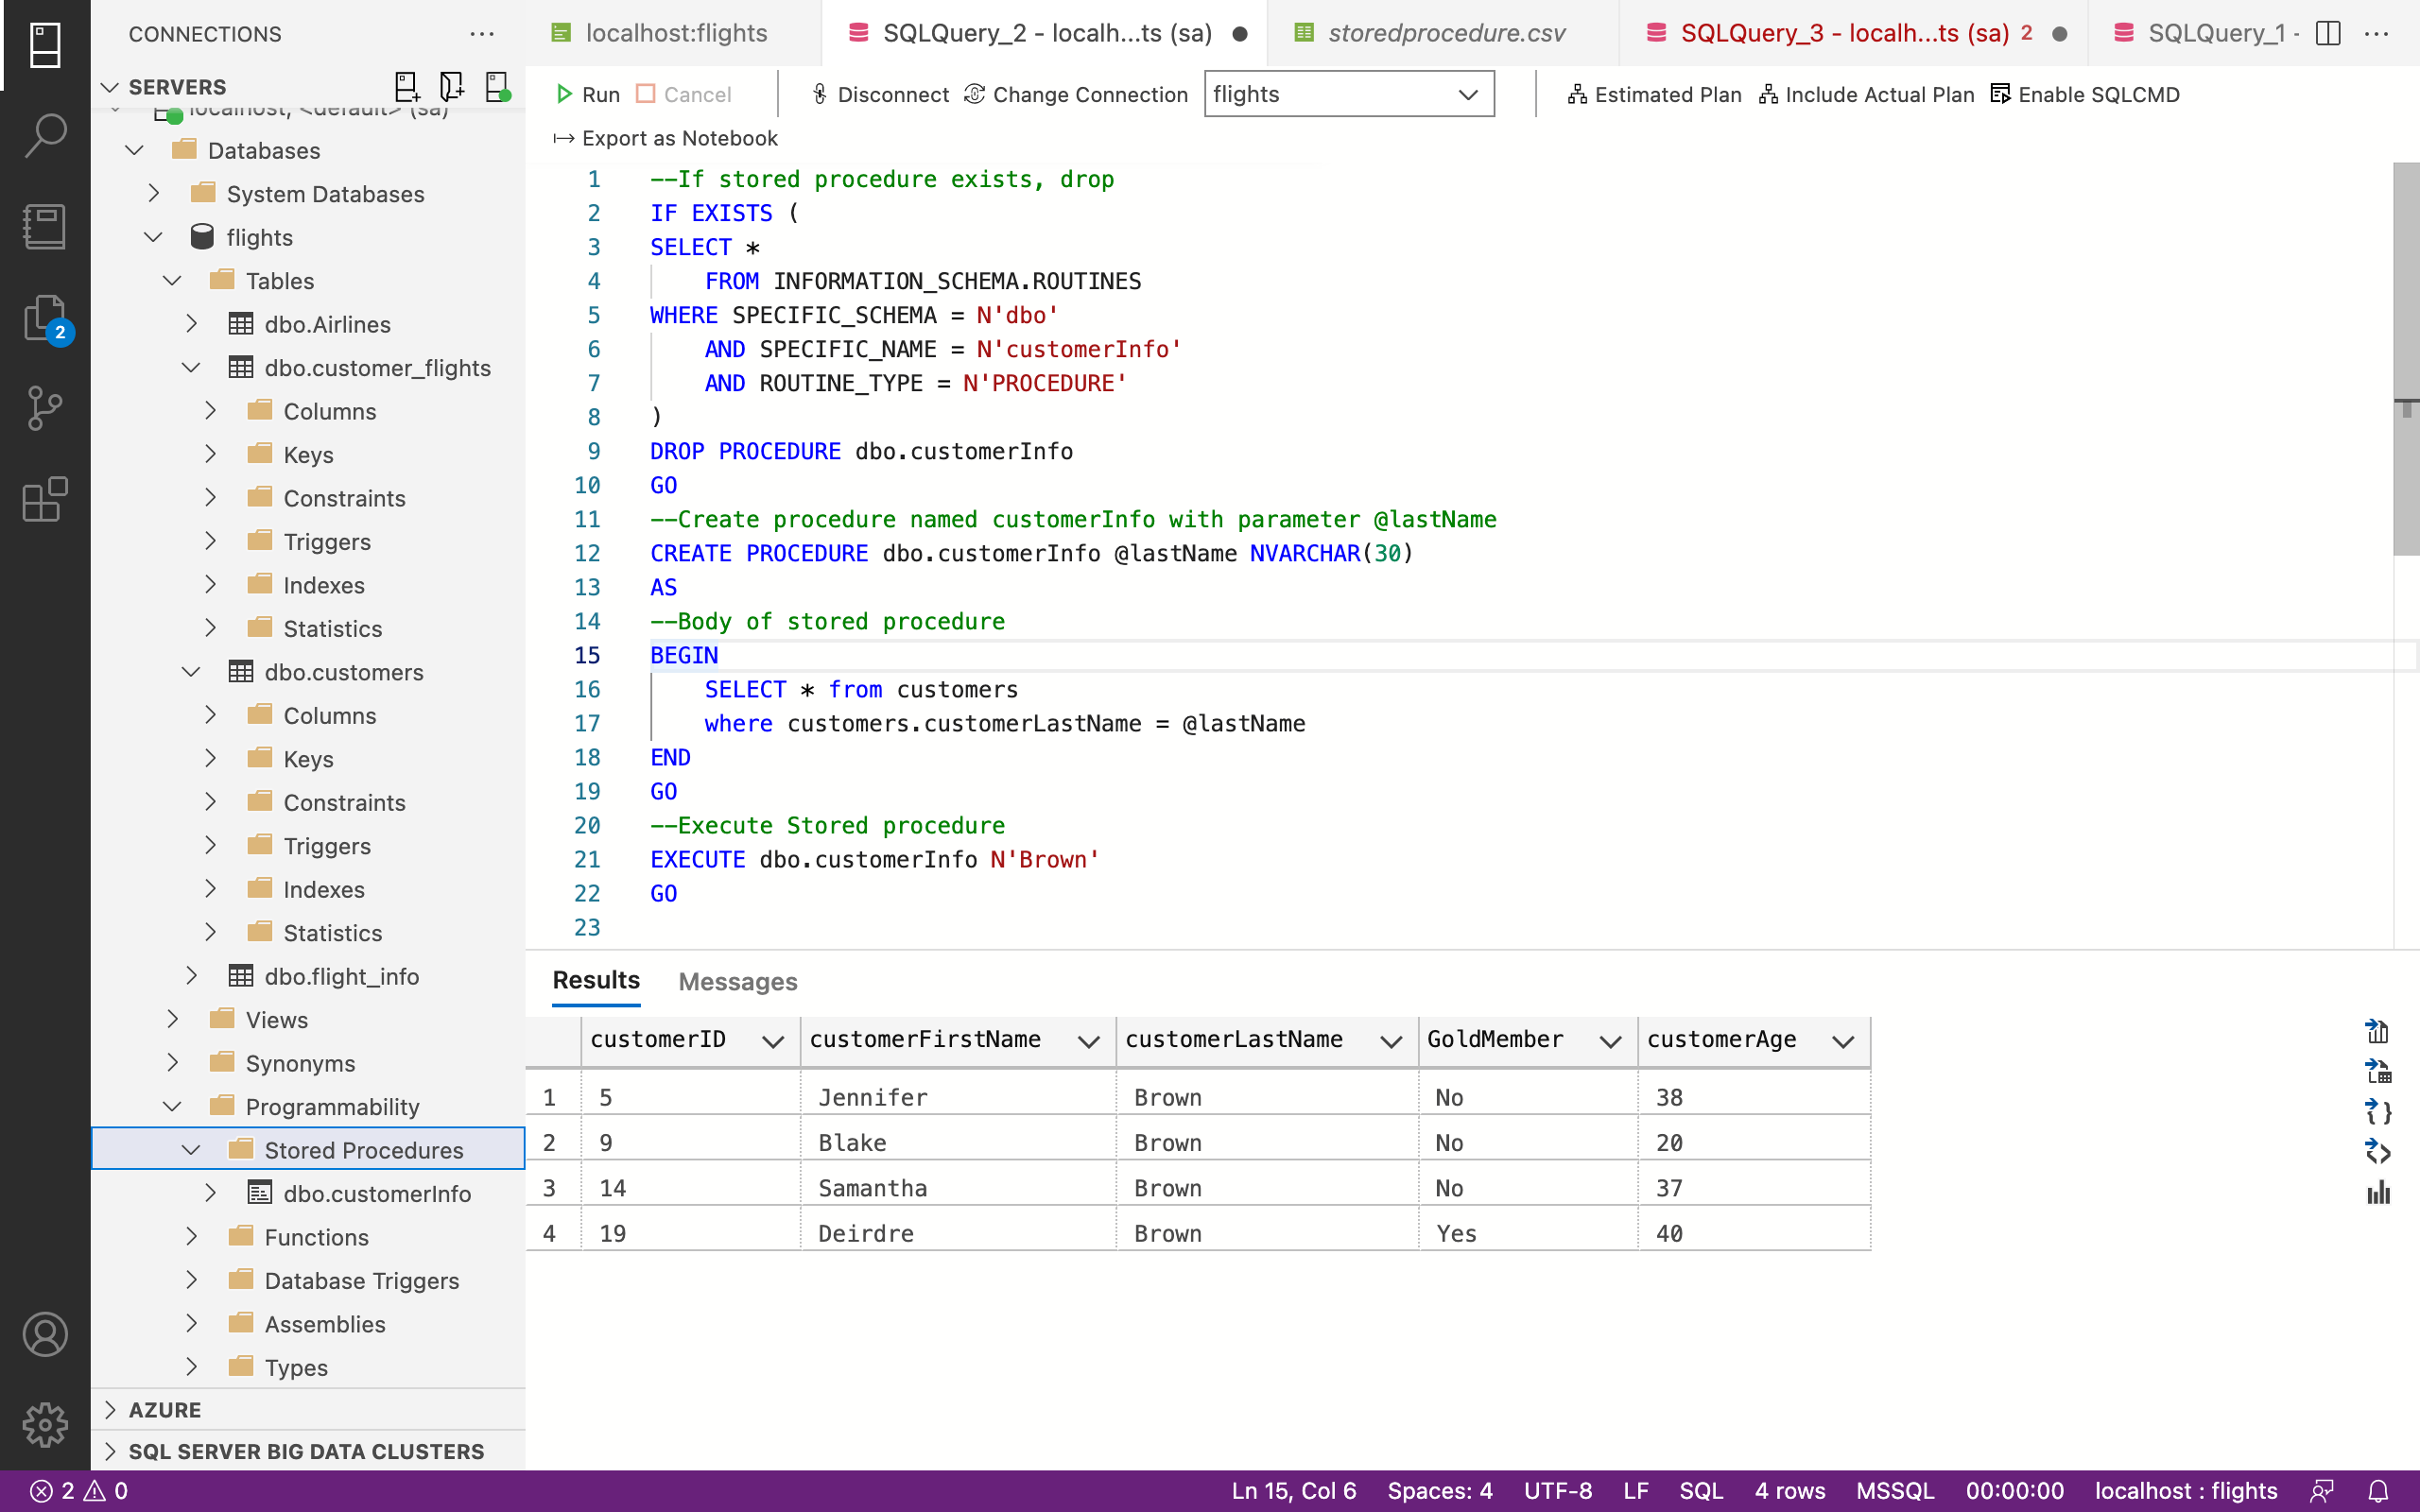 CONNECTIONS
SERVERS
localhost, <default> (sa)
Databases
System Databases
flights
Tables
dbo.Airlines
dbo.customer_flights
Columns
Keys
Constraints
Triggers
Indexes
Statistics
dbo.customers
Columns
Keys
Constraints
Triggers
Indexes
Statistics
dbo.flight_info
Views
Synonyms
Programmability
Stored Procedures
dbo.customerInfo
Functions
Database Triggers
Assemblies
Types
AZURE
SQL SERVER BIG DATA CLUSTERS
2
localhost:flights SQLQuery_2 - localh...ts (sa) storedprocedure.csv SQLQuery_3 - localh...ts (sa) 2 SQLQuery_1 -
Run Cancel Disconnect Change Connection flights Estimated Plan Include Actual Plan Enable SQLCMD
Export as Notebook
1 --If stored procedure exists, drop
2 IF EXISTS (
3 SELECT *
4 FROM INFORMATION_SCHEMA.ROUTINES
5 WHERE SPECIFIC_SCHEMA = N'dbo'
6 AND SPECIFIC_NAME = N'customerInfo'
7 AND ROUTINE_TYPE = N'PROCEDURE'
8 )
9 DROP PROCEDURE dbo.customerInfo
10 GO
11 --Create procedure named customerInfo with parameter @lastName
12 CREATE PROCEDURE dbo.customerInfo @lastName NVARCHAR(30)
13 AS
14 --Body of stored procedure
15 BEGIN
16 SELECT * from customers
17 where customers.customerLastName = @lastName
18 END
19 GO
20 --Execute Stored procedure
21 EXECUTE dbo.customerInfo N'Brown'
22 GO
23
Results Messages
customerID customerFirstName customerLastName GoldMember customerAge
1 5 Jennifer Brown No 38
2 9 Blake Brown No 20
3 14 Samantha Brown No 37
4 19 Deirdre Brown Yes 40
2 0 Ln 15, Col 6 Spaces: 4 UTF-8 LF SQL 4 rows MSSQL 00:00:00 localhost : flights